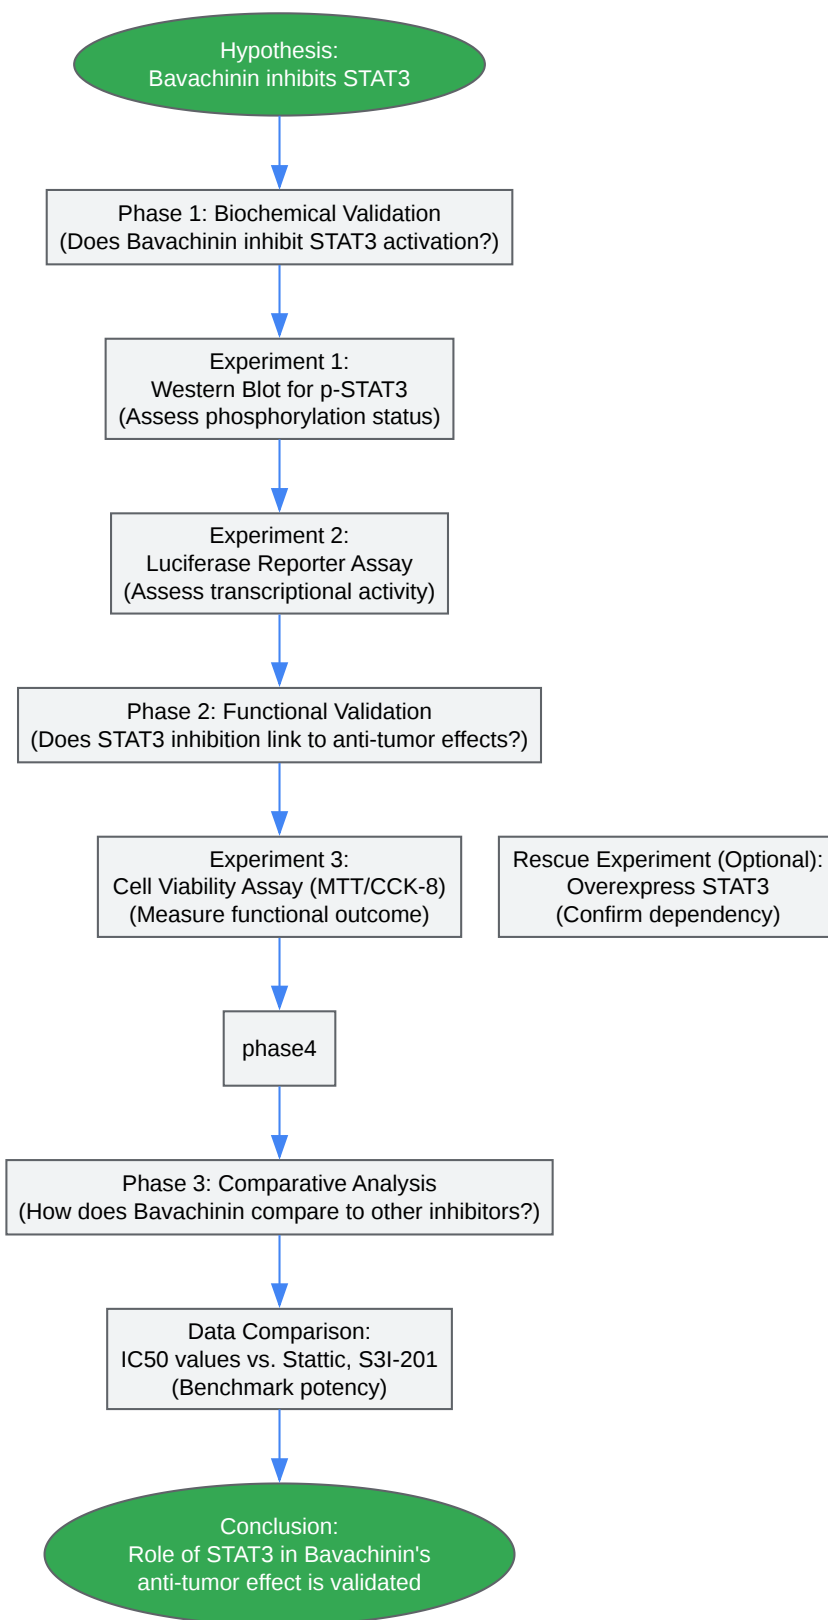 Hypothesis:
Bavachinin inhibits STAT3
Phase 1: Biochemical Validation
(Does Bavachinin inhibit STAT3 activation?)
Experiment 1:
Western Blot for p-STAT3
(Assess phosphorylation status)
Experiment 2:
Luciferase Reporter Assay
(Assess transcriptional activity)
Phase 2: Functional Validation
(Does STAT3 inhibition link to anti-tumor effects?)
Experiment 3:
Cell Viability Assay (MTT/CCK-8)
(Measure functional outcome)
Rescue Experiment (Optional):
Overexpress STAT3
(Confirm dependency)
phase4
Phase 3: Comparative Analysis
(How does Bavachinin compare to other inhibitors?)
Data Comparison:
IC50 values vs. Stattic, S3I-201
(Benchmark potency)
Conclusion:
Role of STAT3 in Bavachinin's
anti-tumor effect is validated